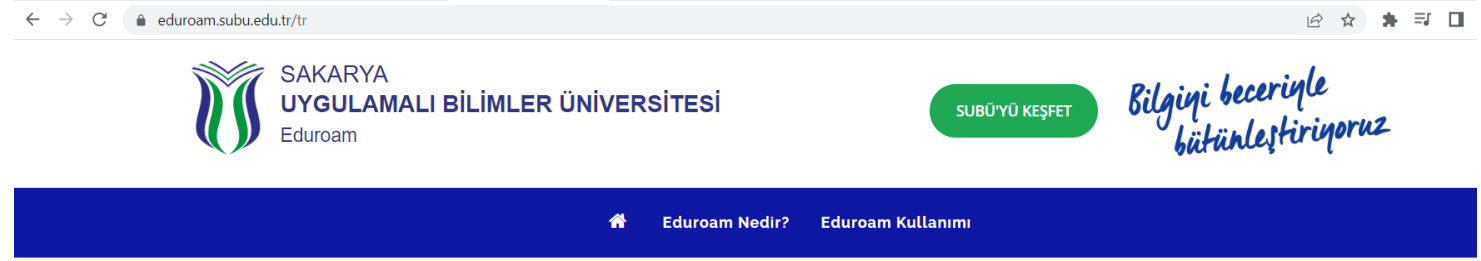 eduroam.subu.edu.tr/tr
SAKARYA
UYGULAMALI BİLİMLER ÜNİVERSİTESİ
Eduroam
SUBÜ'YÜ KEŞFET
Bilgiyi beceriyle
bütünleştiriyoruz
Eduroam Nedir? Eduroam Kullanımı